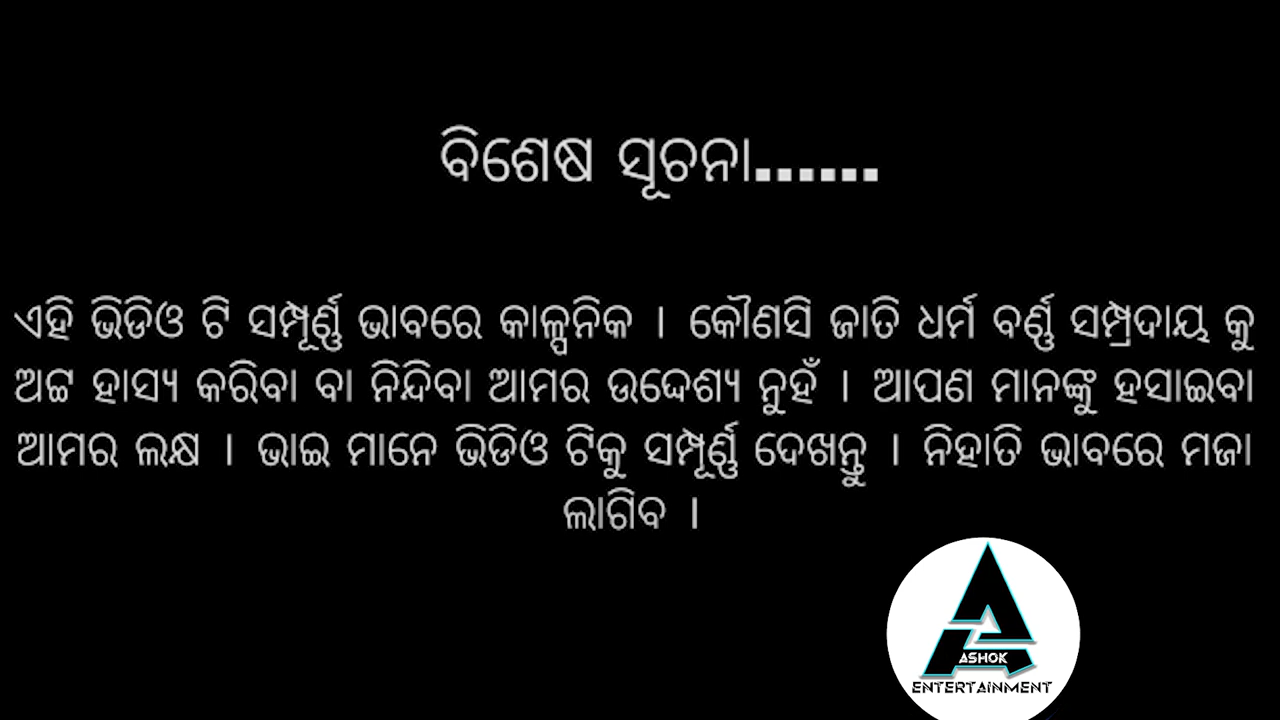 ବିଶେଷ ସୂଚନା......
ଏହି ଭିଡିଓ ଟି ସମ୍ପୂର୍ଣ୍ଣ ଭାବରେ କାଳ୍ପନିକ । କୌଣସି ଜାତି ଧର୍ମ ବର୍ଣ୍ଣ ସମ୍ପ୍ରଦାୟ କୁ
ଅଟ୍ଟ ହାସ୍ୟ କରିବା ବା ନିନ୍ଦିବା ଆମର ଉଦ୍ଦେଶ୍ୟ ନୁହଁ । ଆପଣ ମାନଙ୍କୁ ହସାଇବା
ଆମର ଲକ୍ଷ । ଭାଇ ମାନେ ଭିଡିଓ ଟିକୁ ସମ୍ପୂର୍ଣ୍ଣ ଦେଖନ୍ତୁ । ନିହାତି ଭାବରେ ମଜା
ଲାଗିବ ।
ASHOK
ENTERTAINMENT